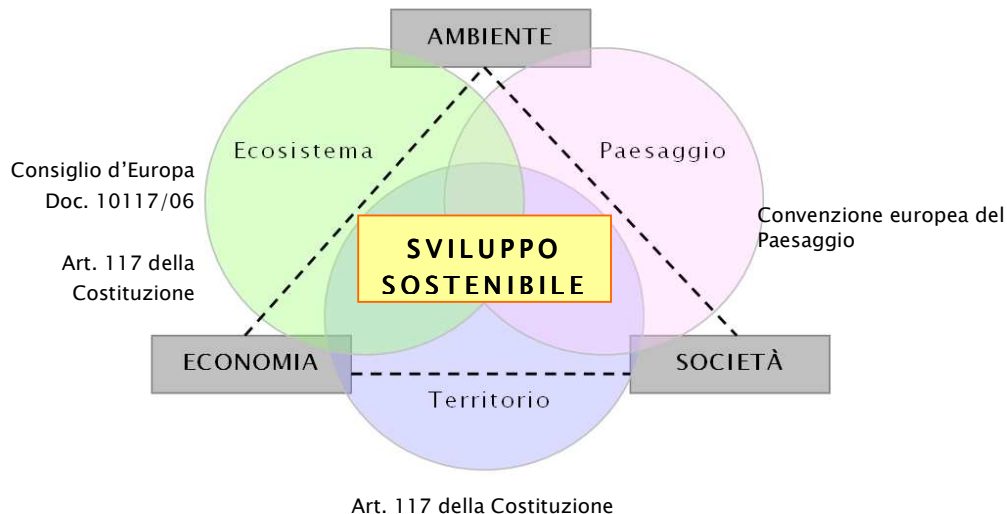 AMBIENTE
Ecosistema
Paesaggio
Consiglio d’Europa
Doc. 10117/06
Convenzione europea del
Paesaggio
SVILUPPO
SOSTENIBILE
Art. 117 della
Costituzione
ECONOMIA
SOCIETÀ
Territorio
Art. 117 della Costituzione